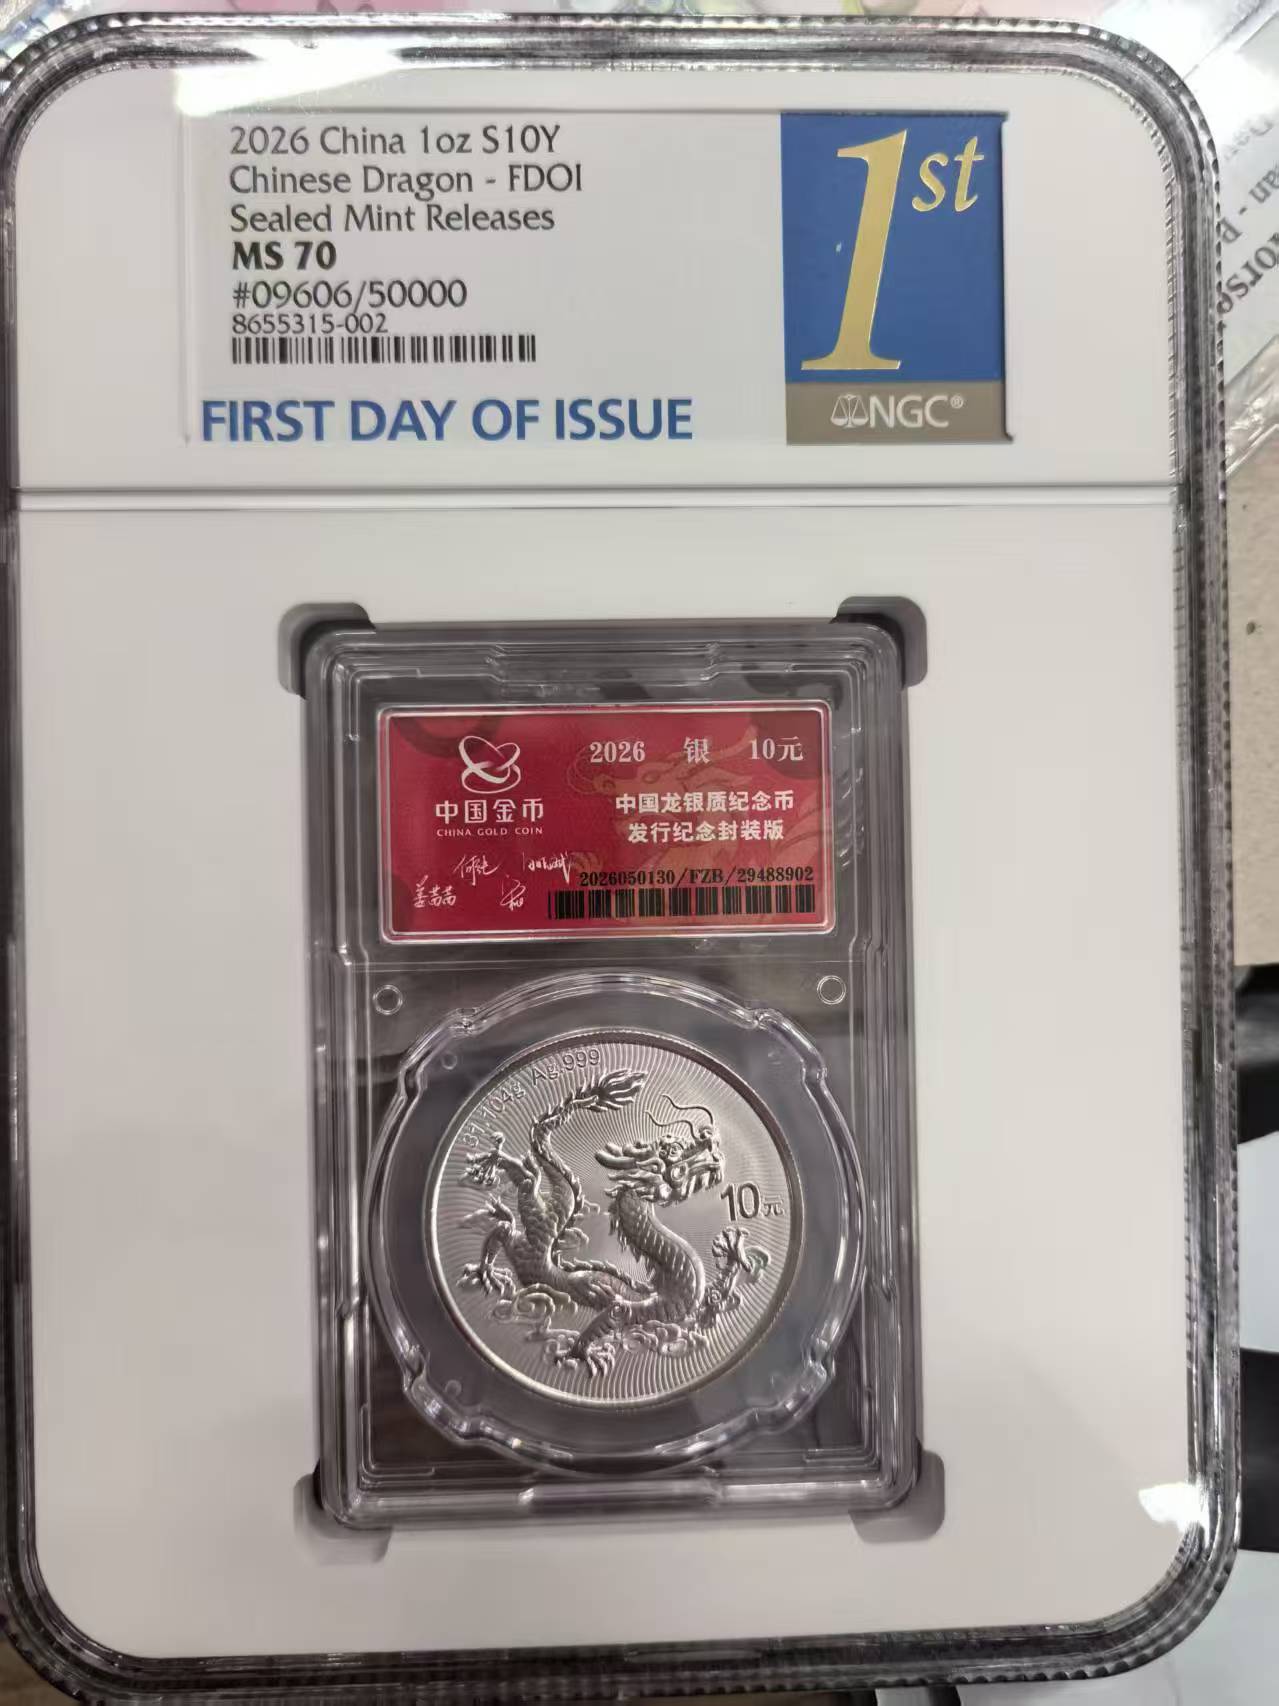 2026 China 1oz S10Y
Chinese Dragon - FDOI
Sealed Mint Releases
MS 70
#09606/50000
8655315-002
FIRST DAY OF ISSUE
1st
NGC®
中国金币
CHINA GOLD COIN
2026 银 10元
中国龙银质纪念币
发行纪念封装版
2026050130/FZB/29488902
31.104g Ag.999
10元